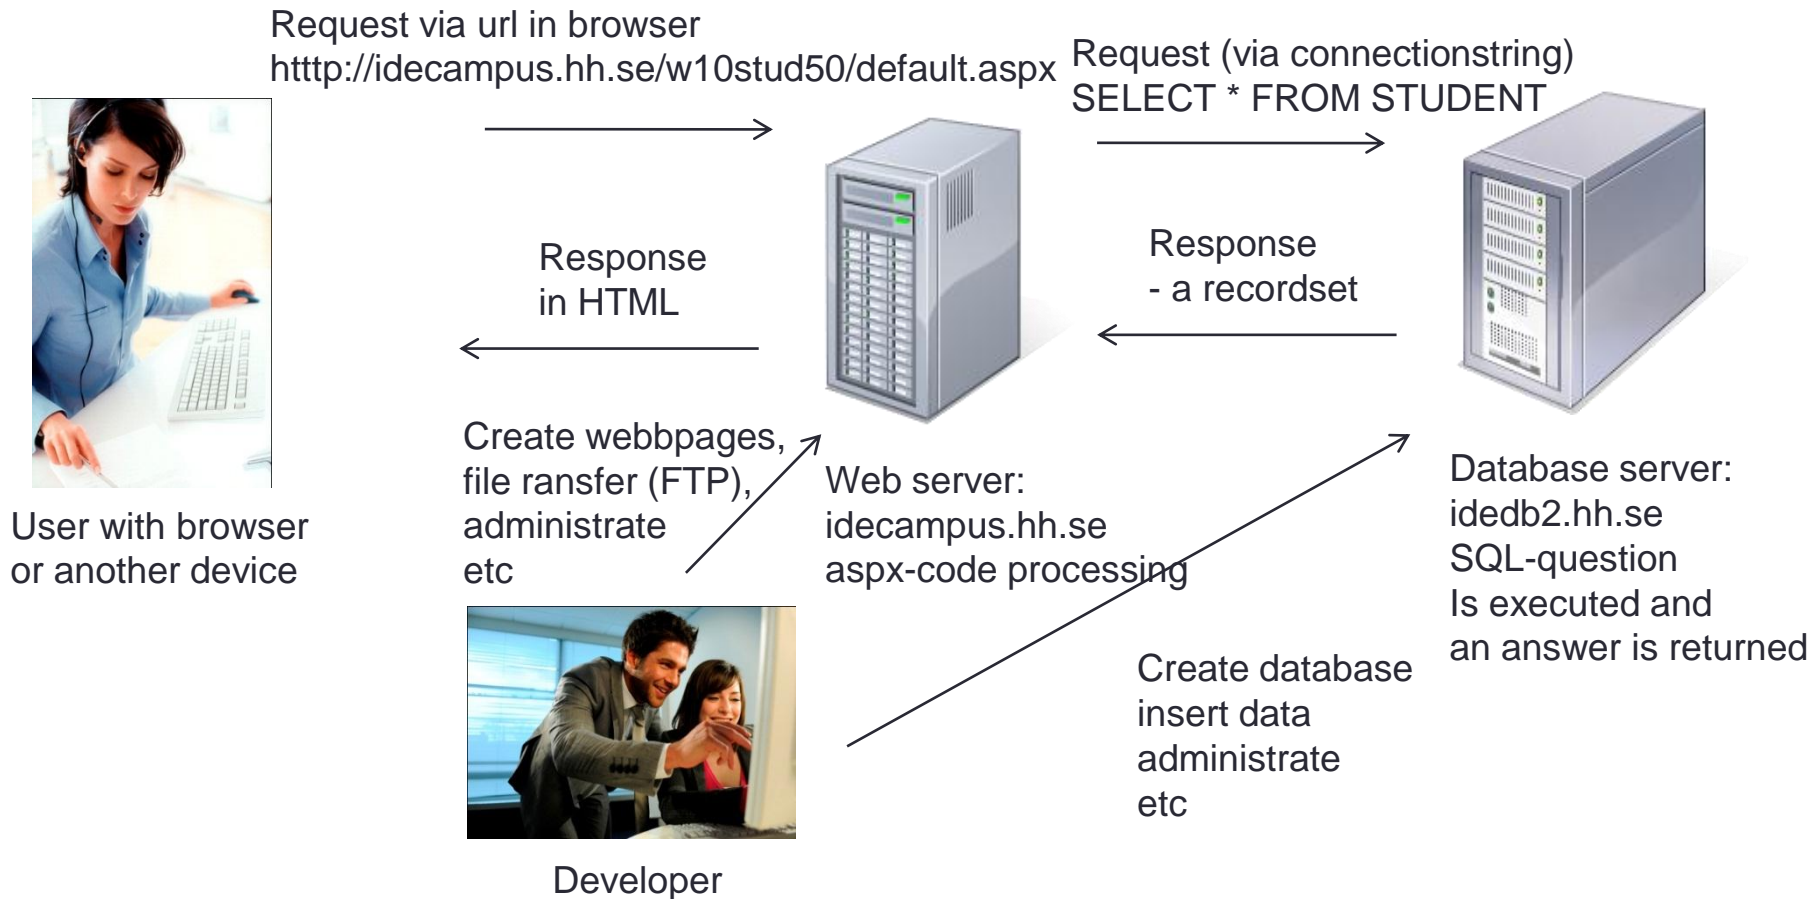 Request via url in browser
htttp://idecampus.hh.se/w10stud50/default.aspx
Request (via connectionstring)
SELECT * FROM STUDENT
Response
in HTML
Response
- a recordset
User with browser
or another device
Create webbpages,
file ransfer (FTP),
administrate
etc
Web server:
idecampus.hh.se
aspx-code processing
Database server:
idedb2.hh.se
SQL-question
Is executed and
an answer is returned
Create database
insert data
administrate
etc
Developer